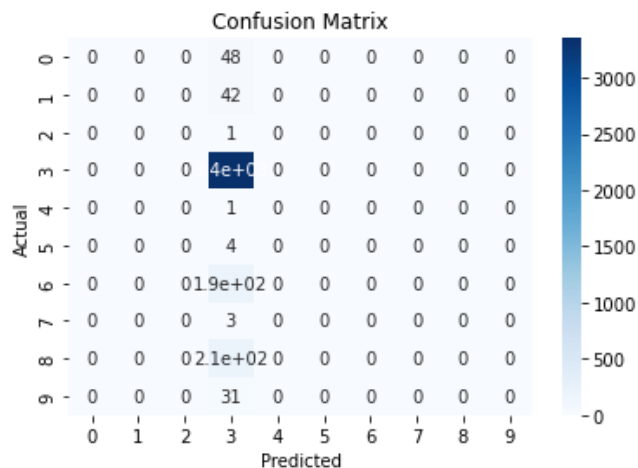 Confusion Matrix
0 0 0 0 48 0 0 0 0 0 0
1 0 0 0 42 0 0 0 0 0 0
2 0 0 0 1 0 0 0 0 0 0
3 0 0 0 4e+0 0 0 0 0 0 0
4 0 0 0 1 0 0 0 0 0 0
5 0 0 0 4 0 0 0 0 0 0
6 0 0 0 1.9e+02 0 0 0 0 0 0
7 0 0 0 3 0 0 0 0 0 0
8 0 0 0 2.1e+02 0 0 0 0 0 0
9 0 0 0 31 0 0 0 0 0 0
0 1 2 3 4 5 6 7 8 9
Predicted
Actual
3000
2500
2000
1500
1000
500
0